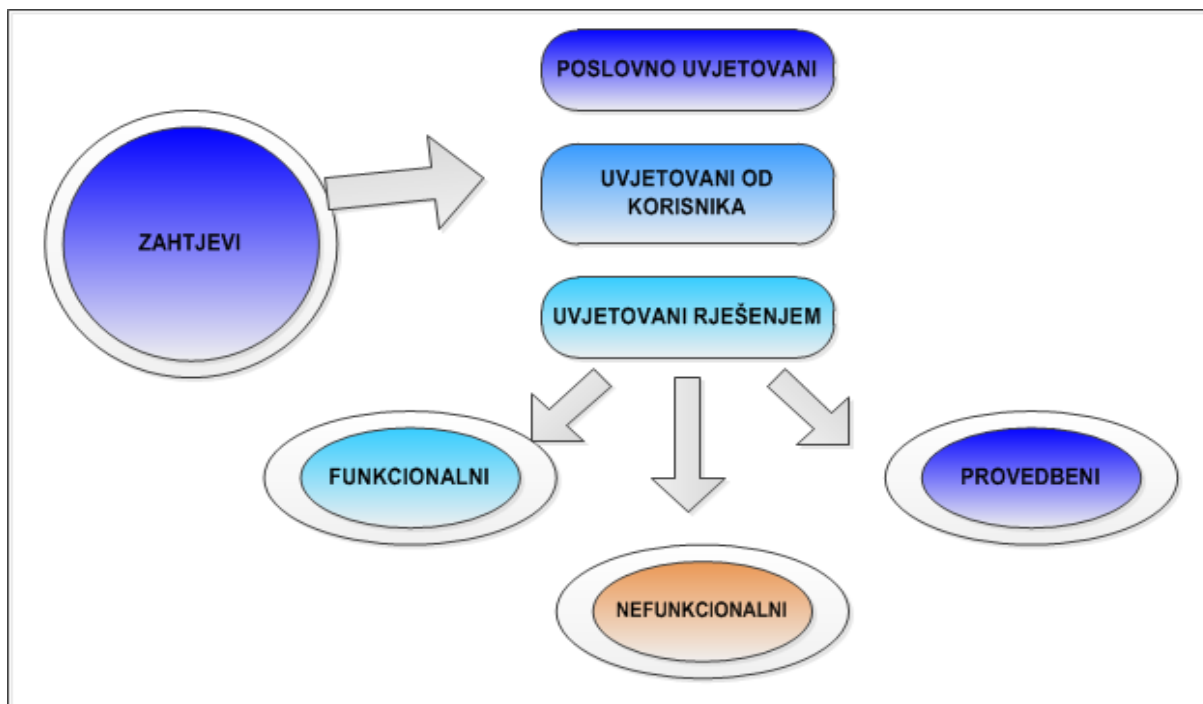 POSLOVNO UVJETOVANI
ZAHTJEVI
UVJETOVANI OD
KORISNIKA
UVJETOVANI RJEŠENJEM
FUNKCIONALNI
PROVEDBENI
NEFUNKCIONALNI